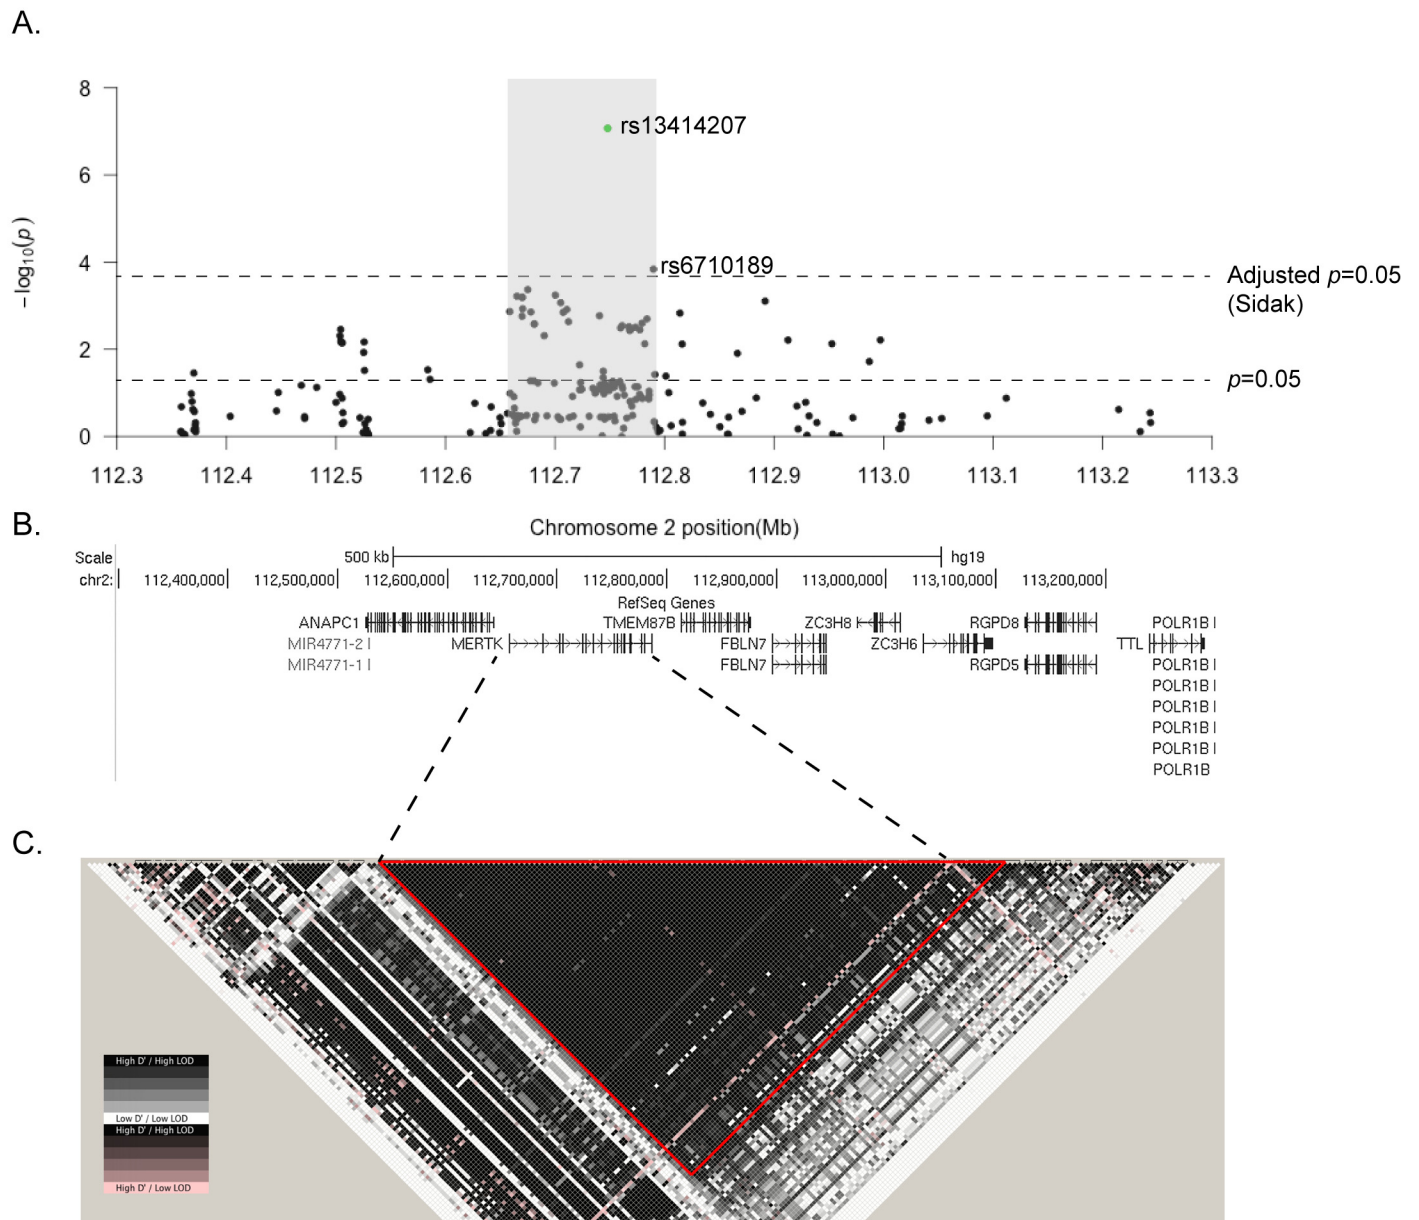 A.
8
6
4
2
0
−log10(p)
rs13414207
rs6710189
Adjusted p=0.05
(Sidak)
p=0.05
112.3 112.4 112.5 112.6 112.7 112.8 112.9 113.0 113.1 113.2 113.3
Chromosome 2 position(Mb)
B.
Scale 500 kb hg19
chr2: 112,400,000 112,500,000 112,600,000 112,700,000 112,800,000 112,900,000 113,000,000 113,100,000 113,200,000
RefSeq Genes
ANAPC1 TMEM87B ZC3H8 RGPD8 POLR1B
MIR4771-2 MERTK FBLN7 ZC3H6 TTL
MIR4771-1 FBLN7 RGPD5 POLR1B
POLR1B
POLR1B
POLR1B
POLR1B
POLR1B
C.
High D' / High LOD
Low D' / Low LOD
High D' / High LOD
High D' / Low LOD